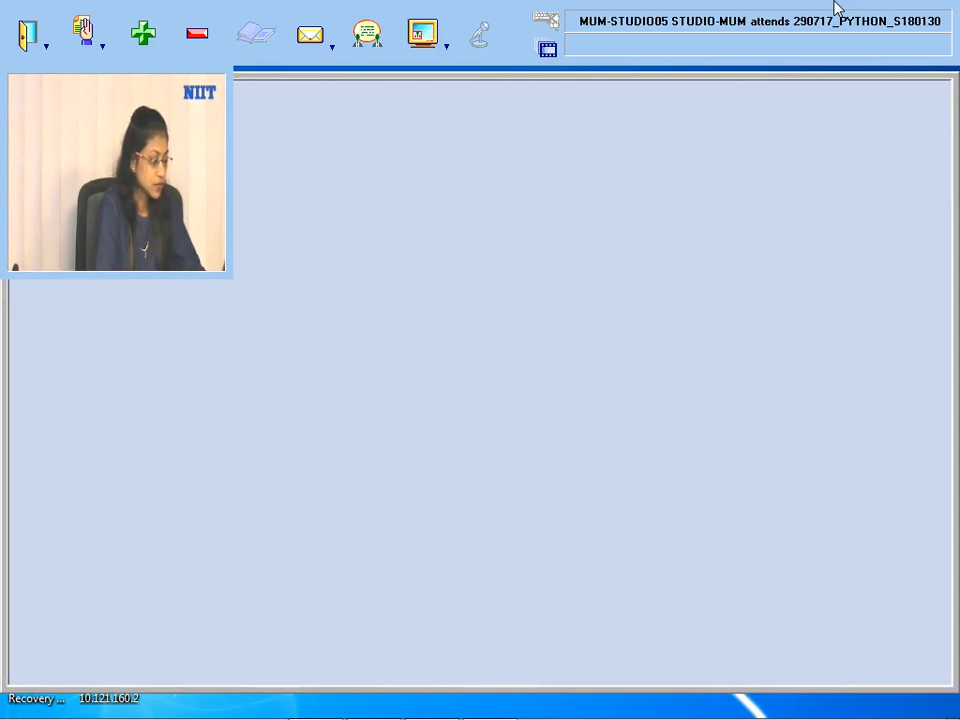 MUM-STUDIO05 STUDIO-MUM attends 290717_PYTHON_S180130
NIIT
Recovery ... 10.121.160.2